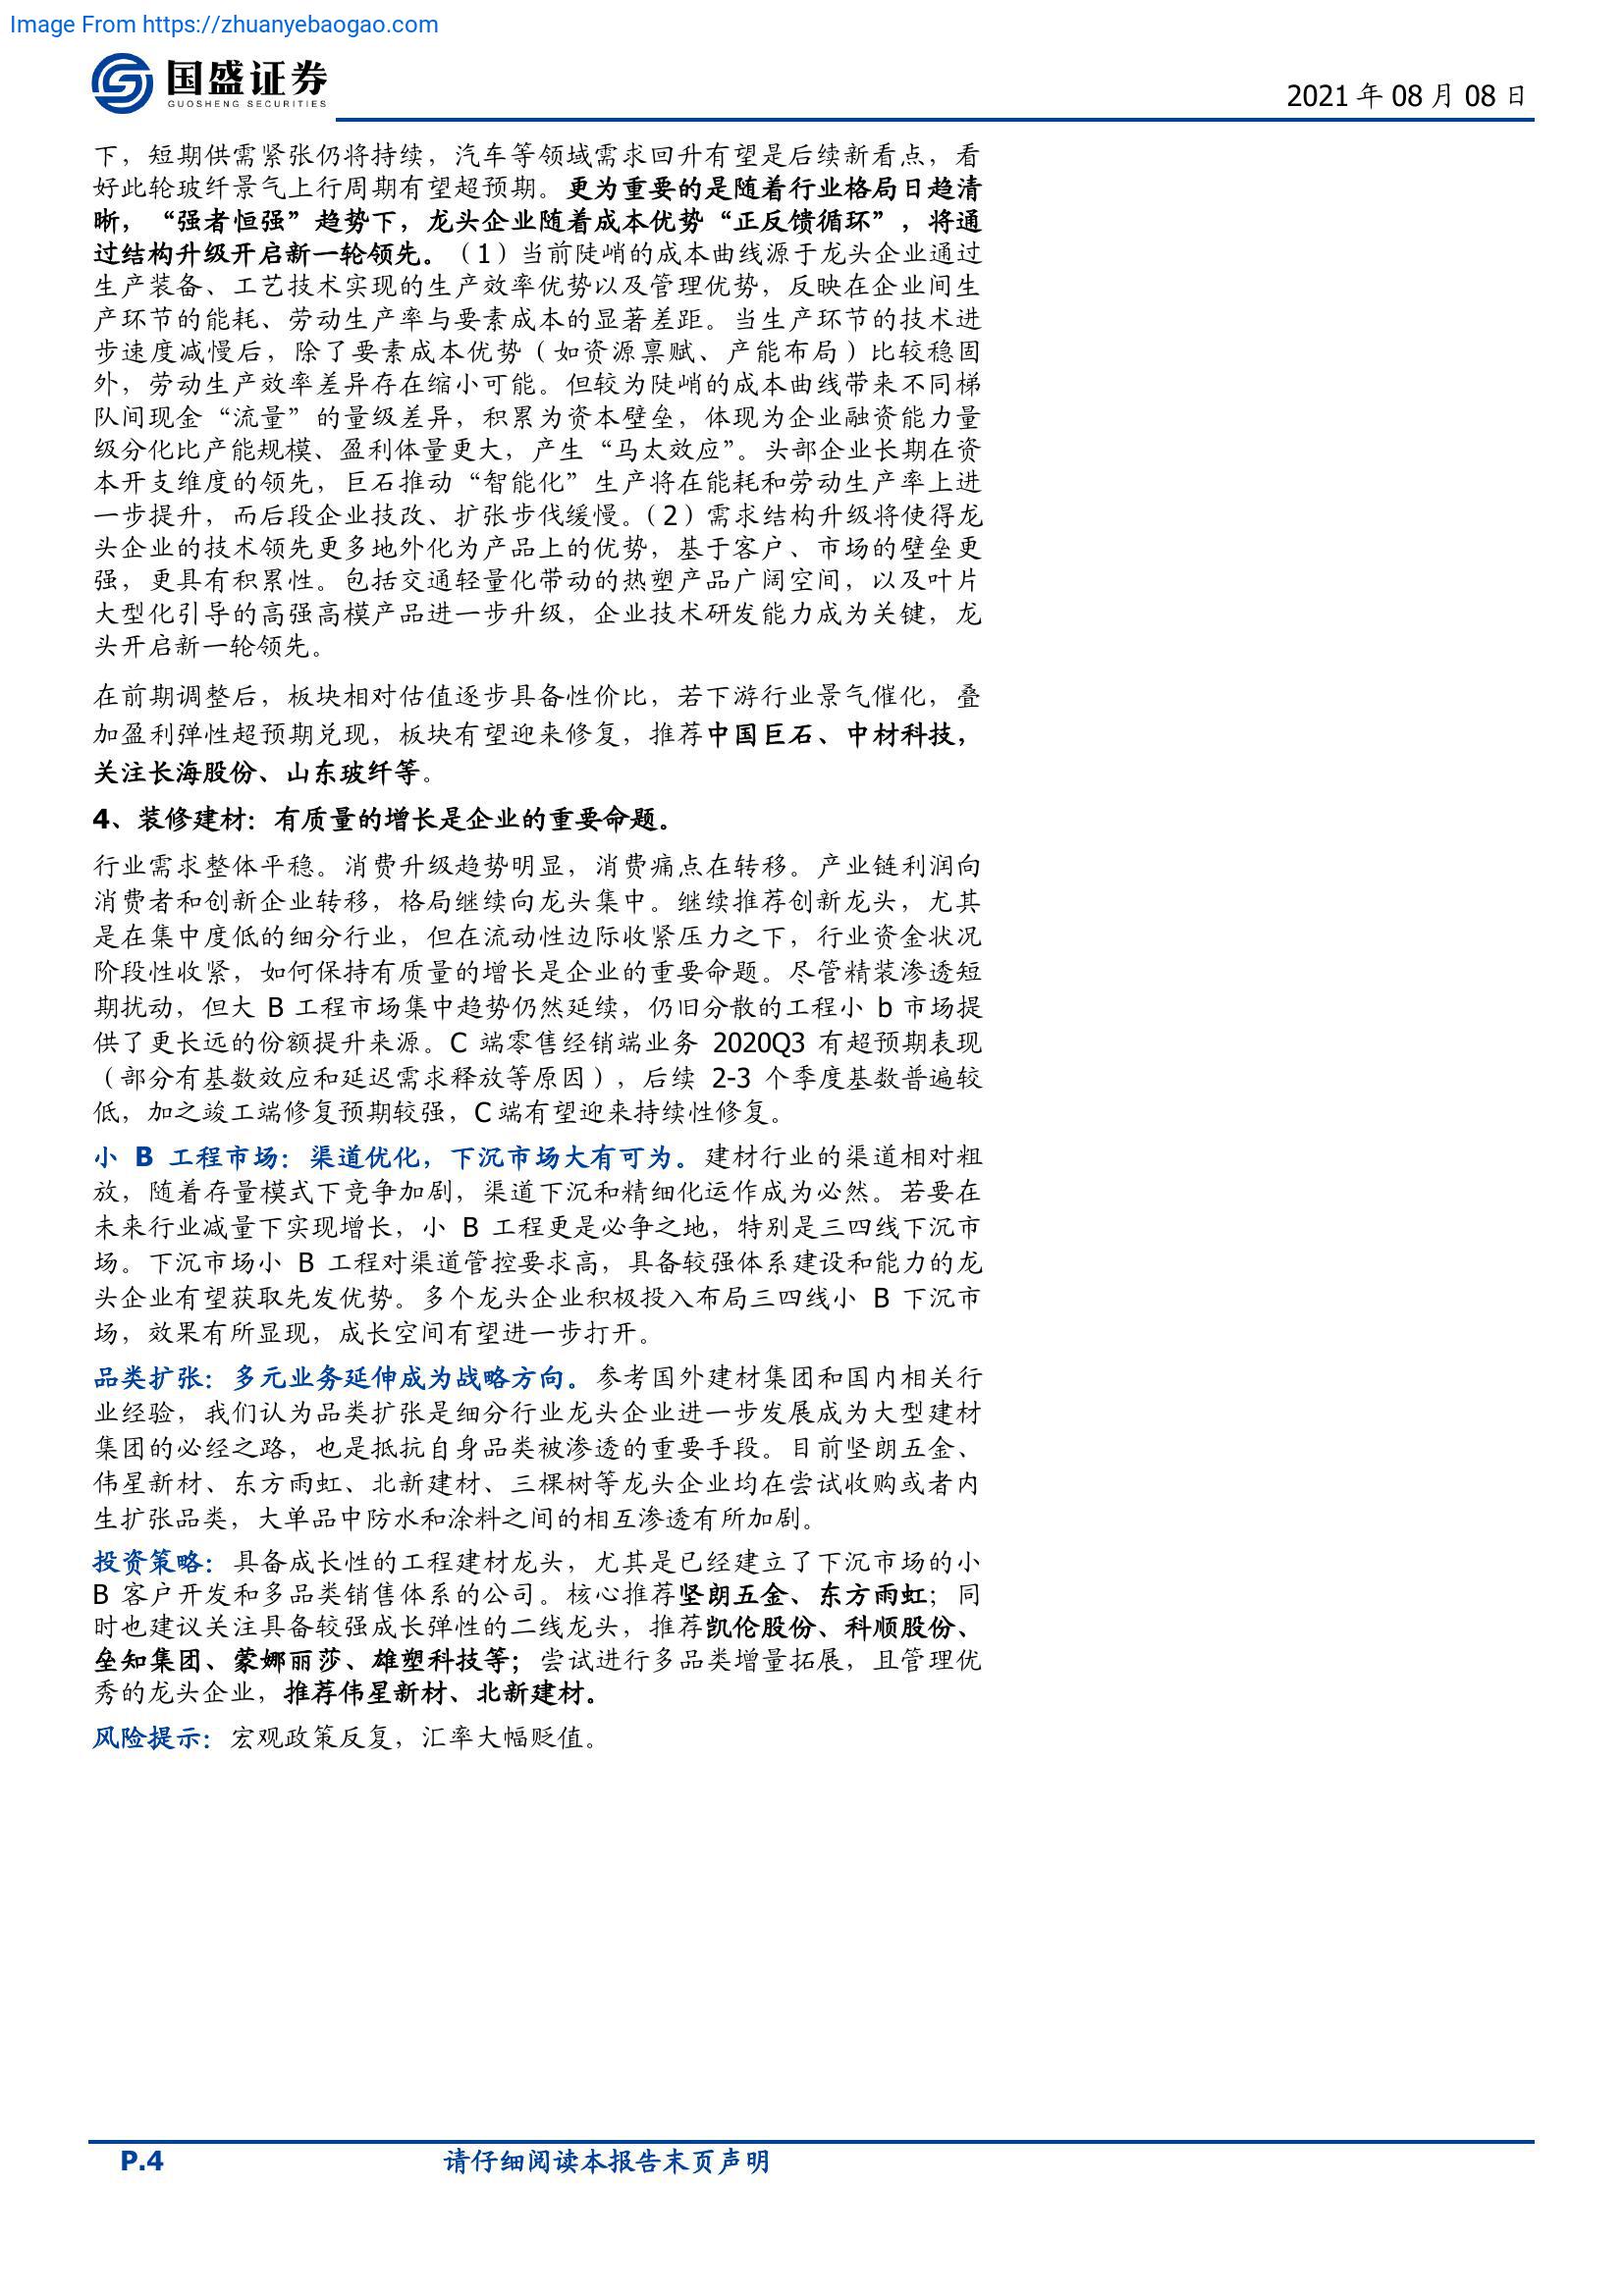 Image From https://zhuanyebaogao.com
国盛证券
GUOSHENG SECURITIES
2021 年 08 月 08 日
下，短期供需紧张仍将持续，汽车等领域需求回升有望是后续新看点，看
好此轮玻纤景气上行周期有望超预期。更为重要的是随着行业格局日趋清
晰，“强者恒强”趋势下，龙头企业随着成本优势“正反馈循环”，将通
过结构升级开启新一轮领先。（1）当前陡峭的成本曲线源于龙头企业通过
生产装备、工艺技术实现的生产效率优势以及管理优势，反映在企业间生
产环节的能耗、劳动生产率与要素成本的显著差距。当生产环节的技术进
步速度减慢后，除了要素成本优势（如资源禀赋、产能布局）比较稳固
外，劳动生产效率差异存在缩小可能。但较为陡峭的成本曲线带来不同梯
队间现金“流量”的量级差异，积累为资本壁垒，体现为企业融资能力量
级分化比产能规模、盈利体量更大，产生“马太效应”。头部企业长期在资
本开支维度的领先，巨石推动“智能化”生产将在能耗和劳动生产率上进
一步提升，而后段企业技改、扩张步伐缓慢。（2）需求结构升级将使得龙
头企业的技术领先更多地外化为产品上的优势，基于客户、市场的壁垒更
强，更具有积累性。包括交通轻量化带动的热塑产品广阔空间，以及叶片
大型化引导的高强高模产品进一步升级，企业技术研发能力成为关键，龙
头开启新一轮领先。
在前期调整后，板块相对估值逐步具备性价比，若下游行业景气催化，叠
加盈利弹性超预期兑现，板块有望迎来修复，推荐中国巨石、中材科技，
关注长海股份、山东玻纤等。
4、装修建材：有质量的增长是企业的重要命题。
行业需求整体平稳。消费升级趋势明显，消费痛点在转移。产业链利润向
消费者和创新企业转移，格局继续向龙头集中。继续推荐创新龙头，尤其
是在集中度低的细分行业，但在流动性边际收紧压力之下，行业资金状况
阶段性收紧，如何保持有质量的增长是企业的重要命题。尽管精装渗透短
期扰动，但大 B 工程市场集中趋势仍然延续，仍旧分散的工程小 b 市场提
供了更长远的份额提升来源。C 端零售经销端业务 2020Q3 有超预期表现
（部分有基数效应和延迟需求释放等原因），后续 2-3 个季度基数普遍较
低，加之竣工端修复预期较强，C 端有望迎来持续性修复。
小 B 工程市场：渠道优化，下沉市场大有可为。建材行业的渠道相对粗
放，随着存量模式下竞争加剧，渠道下沉和精细化运作成为必然。若要在
未来行业减量下实现增长，小 B 工程更是必争之地，特别是三四线下沉市
场。下沉市场小 B 工程对渠道管控要求高，具备较强体系建设和能力的龙
头企业有望获取先发优势。多个龙头企业积极投入布局三四线小 B 下沉市
场，效果有所显现，成长空间有望进一步打开。
品类扩张：多元业务延伸成为战略方向。参考国外建材集团和国内相关行
业经验，我们认为品类扩张是细分行业龙头企业进一步发展成为大型建材
集团的必经之路，也是抵抗自身品类被渗透的重要手段。目前坚朗五金、
伟星新材、东方雨虹、北新建材、三棵树等龙头企业均在尝试收购或者内
生扩张品类，大单品中防水和涂料之间的相互渗透有所加剧。
投资策略：具备成长性的工程建材龙头，尤其是已经建立了下沉市场的小
B 客户开发和多品类销售体系的公司。核心推荐坚朗五金、东方雨虹；同
时也建议关注具备较强成长弹性的二线龙头，推荐凯伦股份、科顺股份、
垒知集团、蒙娜丽莎、雄塑科技等；尝试进行多品类增量拓展，且管理优
秀的龙头企业，推荐伟星新材、北新建材。
风险提示：宏观政策反复，汇率大幅贬值。
P.4
请仔细阅读本报告末页声明